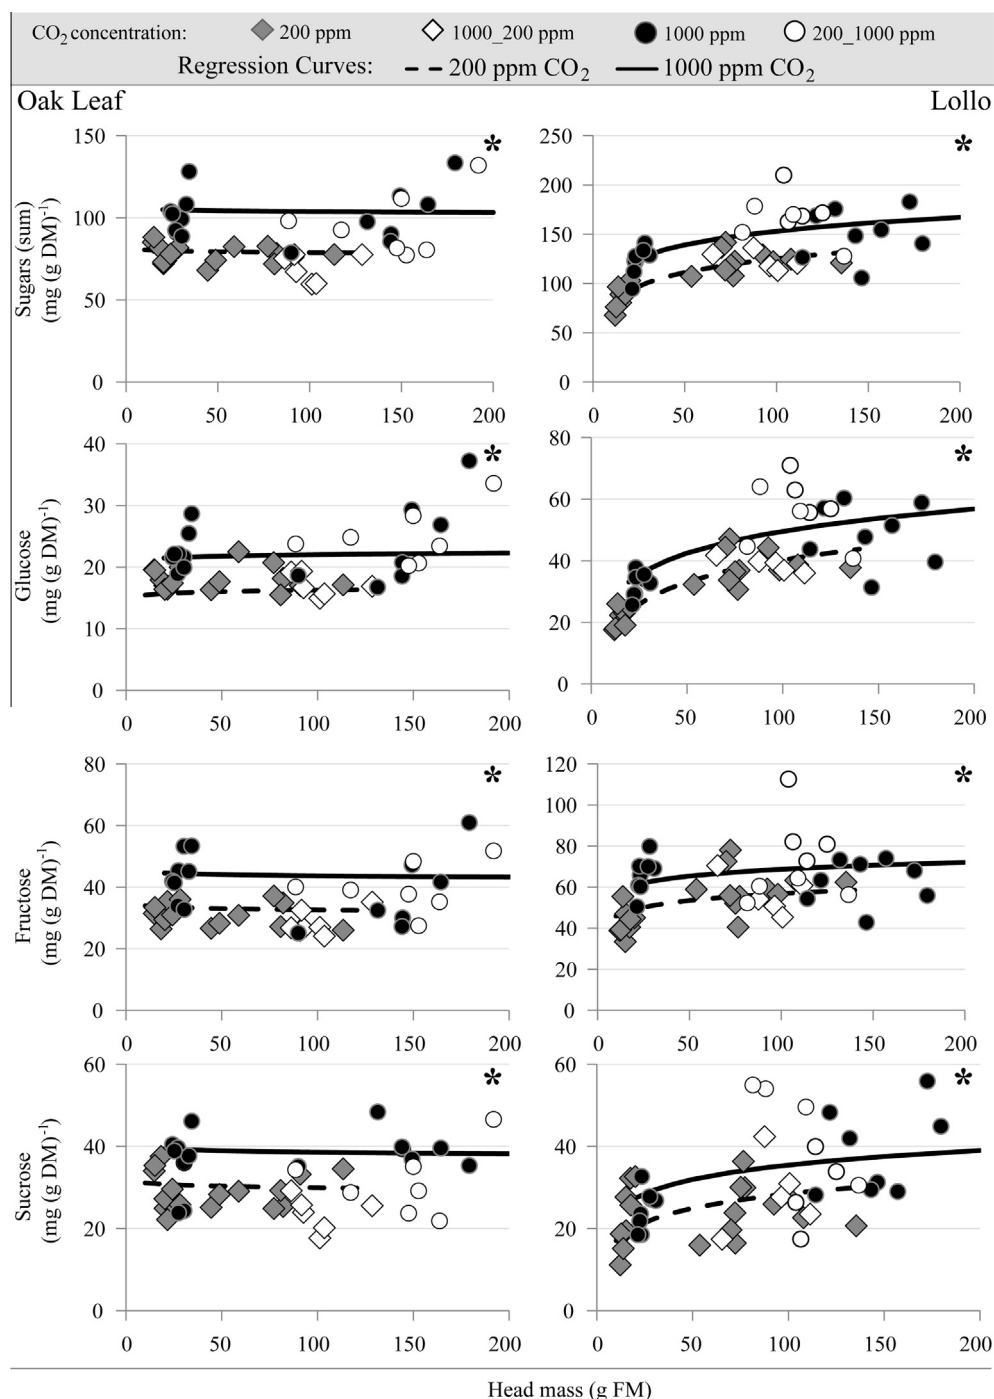 CO2 concentration: 200 ppm 1000_200 ppm 1000 ppm 200_1000 ppm
Regression Curves: 200 ppm CO2 1000 ppm CO2
Oak Leaf Lollo
Sugars (sum)
(mg (g DM)-1)
150
100
50
0
0 50 100 150 200
*
250
200
150
100
50
0
0 50 100 150 200
*
Glucose
(mg (g DM)-1)
40
30
20
10
0
0 50 100 150 200
*
80
60
40
20
0
0 50 100 150 200
*
Fructose
(mg (g DM)-1)
80
60
40
20
0
0 50 100 150 200
*
120
100
80
60
40
20
0
0 50 100 150 200
*
Sucrose
(mg (g DM)-1)
60
40
20
0
0 50 100 150 200
*
60
40
20
0
0 50 100 150 200
*
Head mass (g FM)